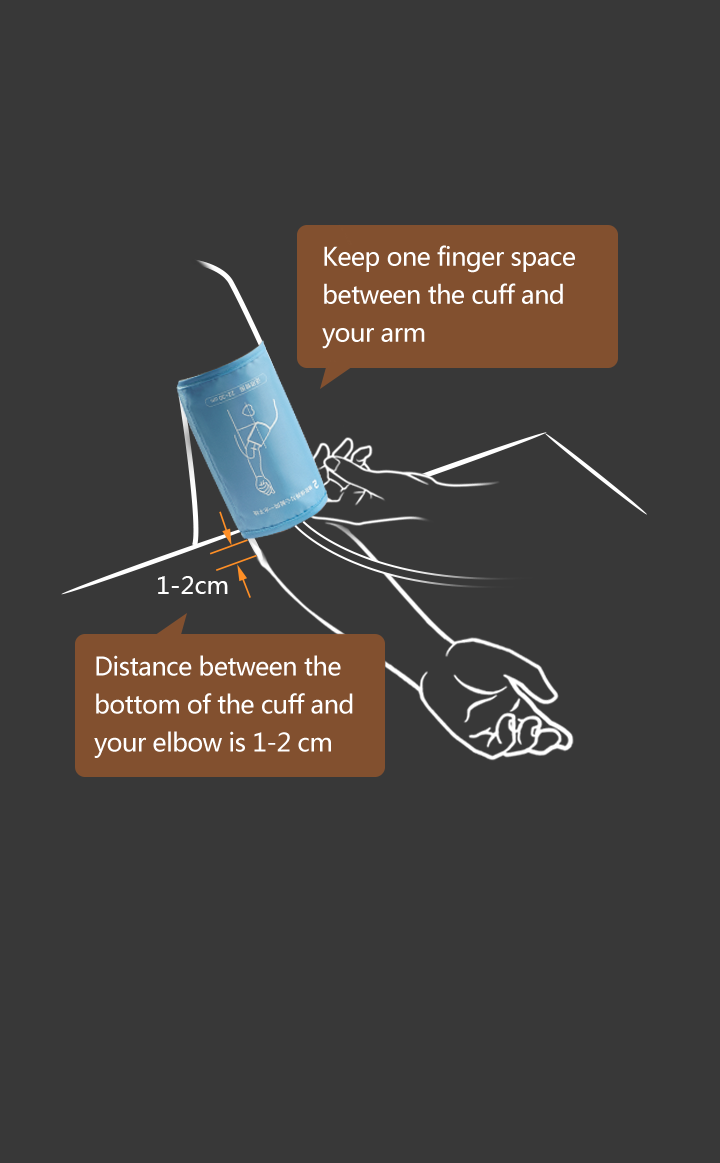 Keep one finger space
between the cuff and
your arm
1-2cm
Distance between the
bottom of the cuff and
your elbow is 1-2 cm